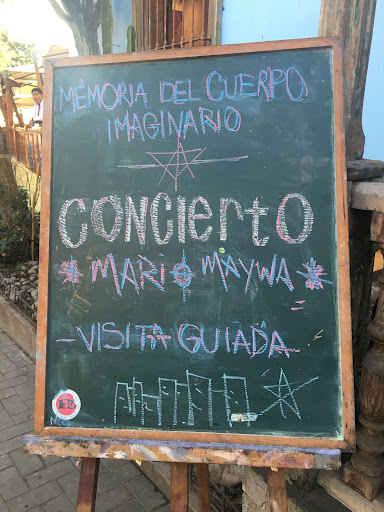 MEMORIA DEL CUERPO
IMAGINARIO
CONCIERTO
MARI MAYWA
- VISITA GUIADA -